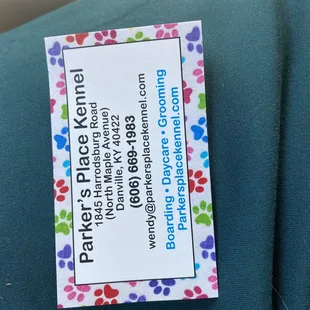 Parker's Place Kennel
1845 Harrodsburg Road
(North Maple Avenue)
Danville, KY 40422
(606) 669-1983
wendy@parkersplacekennel.com
Boarding • Daycare • Grooming
Parkersplacekennel.com